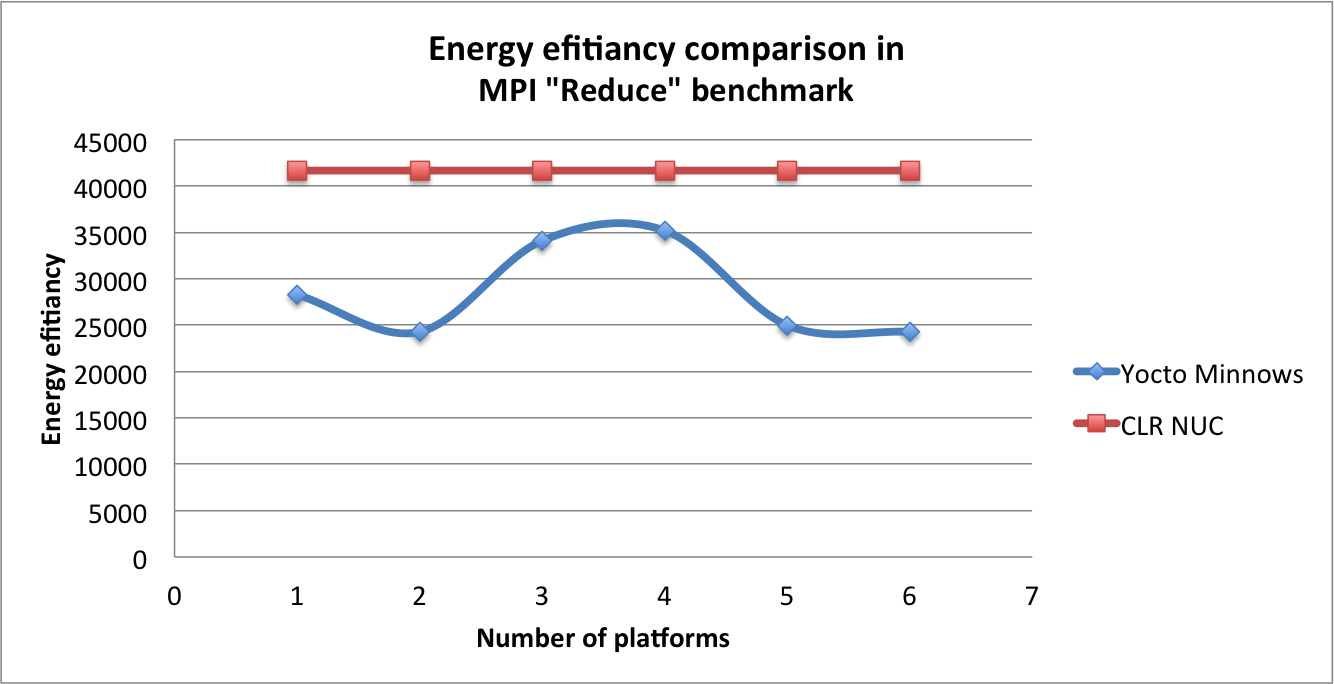 Energy efitiancy comparison in
MPI "Reduce" benchmark
45000
40000
35000
30000
25000
20000
15000
10000
5000
0
Energy efitiancy
0 1 2 3 4 5 6 7
Number of platforms
Yocto Minnows
CLR NUC